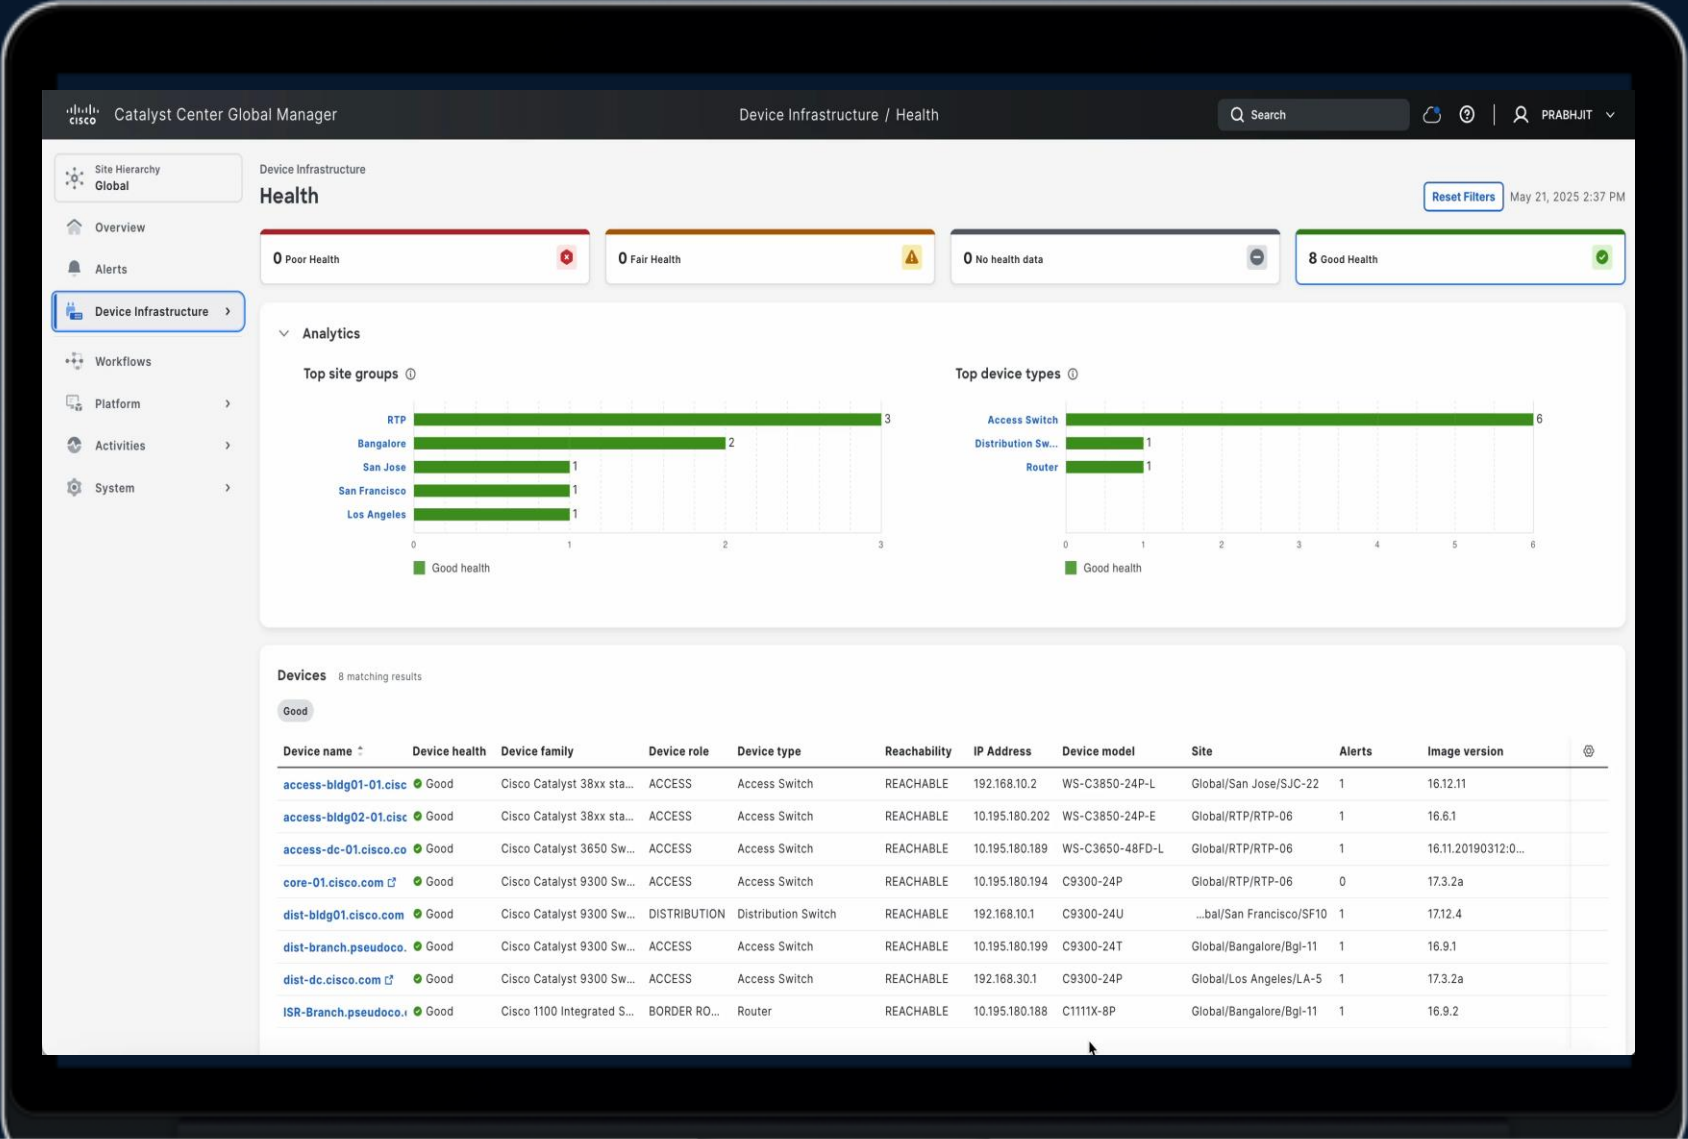 cisco Catalyst Center Global Manager Device Infrastructure / Health Search PRABHJIT
Site Hierarchy
Global
Overview
Alerts
Device Infrastructure
Workflows
Platform
Activities
System
Device Infrastructure
Health
Reset Filters May 21, 2025 2:37 PM
0 Poor Health 0 Fair Health 0 No health data 8 Good Health
Analytics
Top site groups
RTP 3
Bangalore 2
San Jose 1
San Francisco 1
Los Angeles 1
0 1 2 3
Good health
Top device types
Access Switch 6
Distribution Sw... 1
Router 1
0 1 2 3 4 5 6
Good health
Devices 8 matching results
Good
Device name Device health Device family Device role Device type Reachability IP Address Device model Site Alerts Image version
access-bldg01-01.cisc Good Cisco Catalyst 38xx sta... ACCESS Access Switch REACHABLE 192.168.10.2 WS-C3850-24P-L Global/San Jose/SJC-22 1 16.12.11
access-bldg02-01.cisc Good Cisco Catalyst 38xx sta... ACCESS Access Switch REACHABLE 10.195.180.202 WS-C3850-24P-E Global/RTP/RTP-06 1 16.6.1
access-dc-01.cisco.co Good Cisco Catalyst 3650 Sw... ACCESS Access Switch REACHABLE 10.195.180.189 WS-C3650-48FD-L Global/RTP/RTP-06 1 16.11.20190312:0...
core-01.cisco.com Good Cisco Catalyst 9300 Sw... ACCESS Access Switch REACHABLE 10.195.180.194 C9300-24P Global/RTP/RTP-06 0 17.3.2a
dist-bldg01.cisco.com Good Cisco Catalyst 9300 Sw... DISTRIBUTION Distribution Switch REACHABLE 192.168.10.1 C9300-24U ...bal/San Francisco/SF10 1 17.12.4
dist-branch.pseudoco. Good Cisco Catalyst 9300 Sw... ACCESS Access Switch REACHABLE 10.195.180.199 C9300-24T Global/Bangalore/Bgl-11 1 16.9.1
dist-dc.cisco.com Good Cisco Catalyst 9300 Sw... ACCESS Access Switch REACHABLE 192.168.30.1 C9300-24P Global/Los Angeles/LA-5 1 17.3.2a
ISR-Branch.pseudoco. Good Cisco 1100 Integrated S... BORDER RO... Router REACHABLE 10.195.180.188 C1111X-8P Global/Bangalore/Bgl-11 1 16.9.2